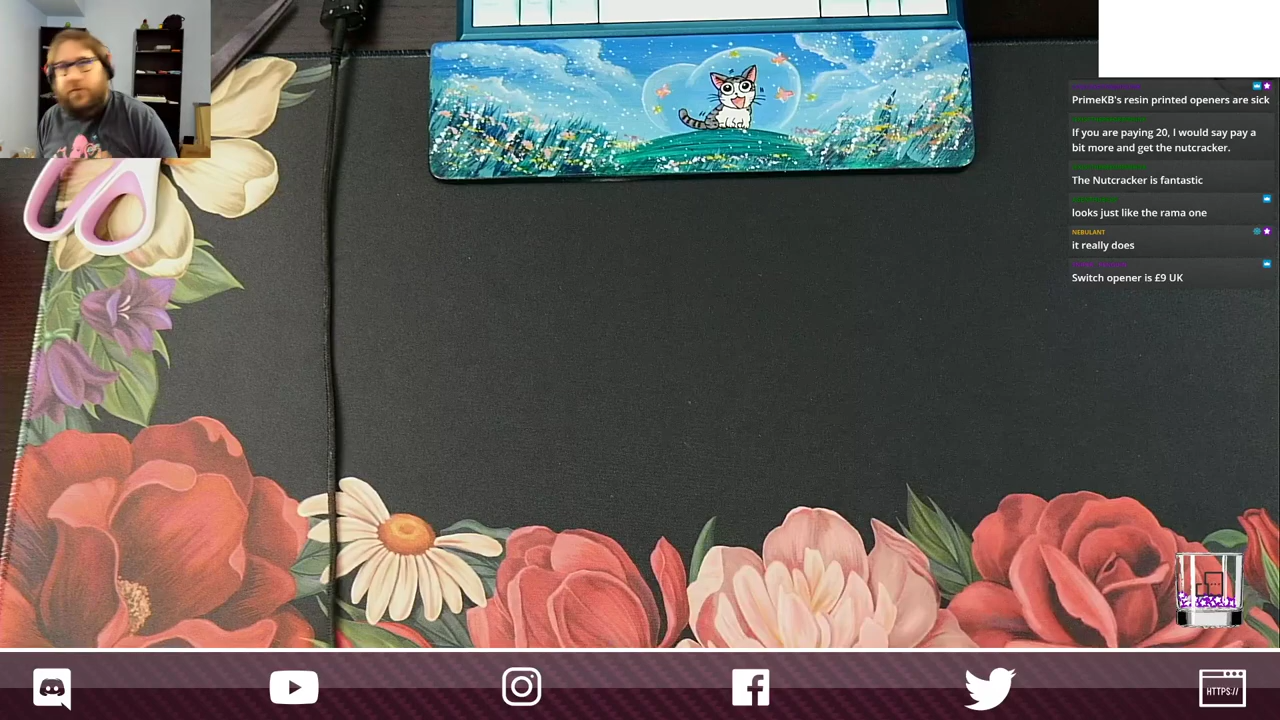 PrimeKB's resin printed openers are sick
If you are paying 20, I would say pay a
bit more and get the nutcracker.
The Nutcracker is fantastic
looks just like the rama one
NEBULANT
it really does
Switch opener is £9 UK
HTTPS://